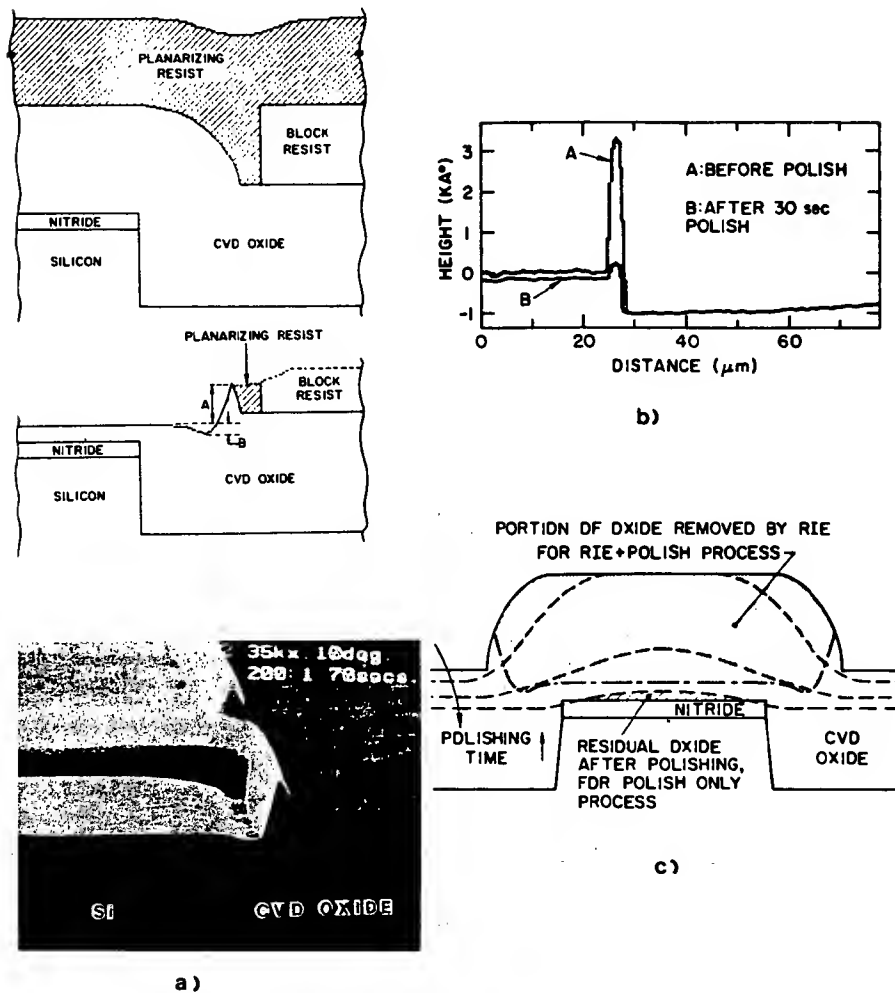 PLANARIZING
RESIST
BLOCK
RESIST
NITRIDE
SILICON
CVD OXIDE
PLANARIZING RESIST
BLOCK
RESIST
A
B
NITRIDE
SILICON
CVD OXIDE
35kx 10deg
200:1 70secs.
Si
CVD OXIDE
a)
HEIGHT (KA°)
3
2
1
0
-1
A
B
A:BEFORE POLISH
B:AFTER 30 sec
POLISH
0
20
40
60
DISTANCE (μm)
b)
PORTION OF OXIDE REMOVED BY RIE
FOR RIE+POLISH PROCESS
NITRIDE
POLISHING
TIME
RESIDUAL OXIDE
AFTER POLISHING,
FOR POLISH ONLY
PROCESS
CVD
OXIDE
c)